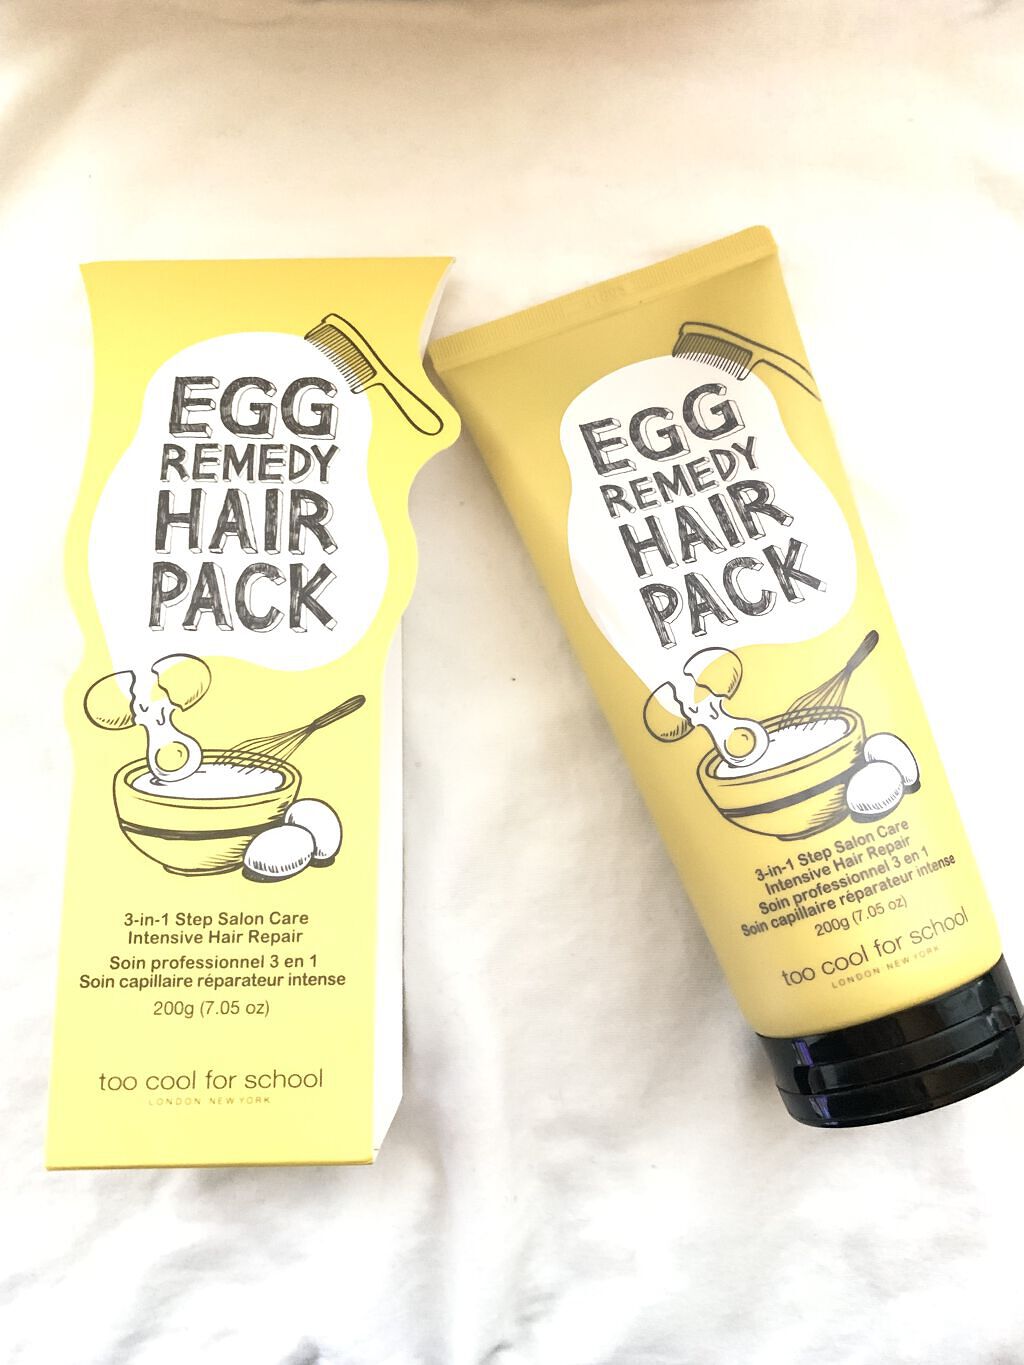 EGG
REMEDY
HAIR
PACK
3-in-1 Step Salon Care
Intensive Hair Repair
Soin professionnel 3 en 1
Soin capillaire réparateur intense
200g (7.05 oz)
too cool for school
LONDON NEW YORK
EGG
REMEDY
HAIR
PACK
3-in-1 Step Salon Care
Intensive Hair Repair
Soin professionnel 3 en 1
Soin capillaire réparateur intense
200g (7.05 oz)
too cool for school
LONDON NEW YORK